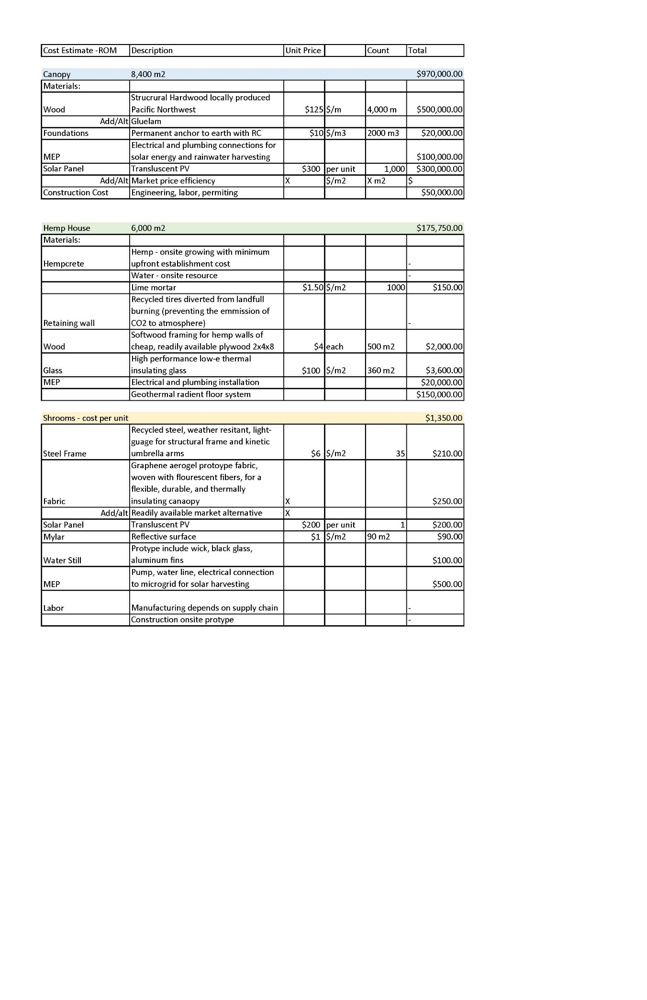 Cost Estimate -ROM Description Unit Price Count Total
Canopy 8,400 m2 $970,000.00
Materials:
Strucrural Hardwood locally produced
Wood Pacific Northwest $125 $/m 4,000 m $500,000.00
Add/Alt Gluelam
Foundations Permanent anchor to earth with RC $10 $/m3 2000 m3 $20,000.00
Electrical and plumbing connections for
MEP solar energy and rainwater harvesting $100,000.00
Solar Panel Transluscent PV $300 per unit 1,000 $300,000.00
Add/Alt Market price efficiency X $/m2 X m2 $
Construction Cost Engineering, labor, permiting $50,000.00
Hemp House 6,000 m2 $175,750.00
Materials:
Hemp - onsite growing with minimum
Hempcrete upfront establishment cost -
Water - onsite resource -
Lime mortar $1.50 $/m2 1000 $150.00
Recycled tires diverted from landfull
burning (preventing the emmission of
Retaining wall CO2 to atmosphere) -
Softwood framing for hemp walls of
Wood cheap, readily available plywood 2x4x8 $4 each 500 m2 $2,000.00
High performance low-e thermal
Glass insulating glass $100 $/m2 360 m2 $3,600.00
MEP Electrical and plumbing installation $20,000.00
Geothermal radient floor system $150,000.00
Shrooms - cost per unit $1,350.00
Recycled steel, weather resitant, light-
guage for structural frame and kinetic
Steel Frame umbrella arms $6 $/m2 35 $210.00
Graphene aerogel protoype fabric,
woven with flourescent fibers, for a
flexible, durable, and thermally
Fabric insulating canaopy X $250.00
Add/alt Readily available market alternative X
Solar Panel Transluscent PV $200 per unit 1 $200.00
Mylar Reflective surface $1 $/m2 90 m2 $90.00
Protype include wick, black glass,
Water Still aluminum fins $100.00
Pump, water line, electrical connection
MEP to microgrid for solar harvesting $500.00
Labor Manufacturing depends on supply chain -
Construction onsite protype -